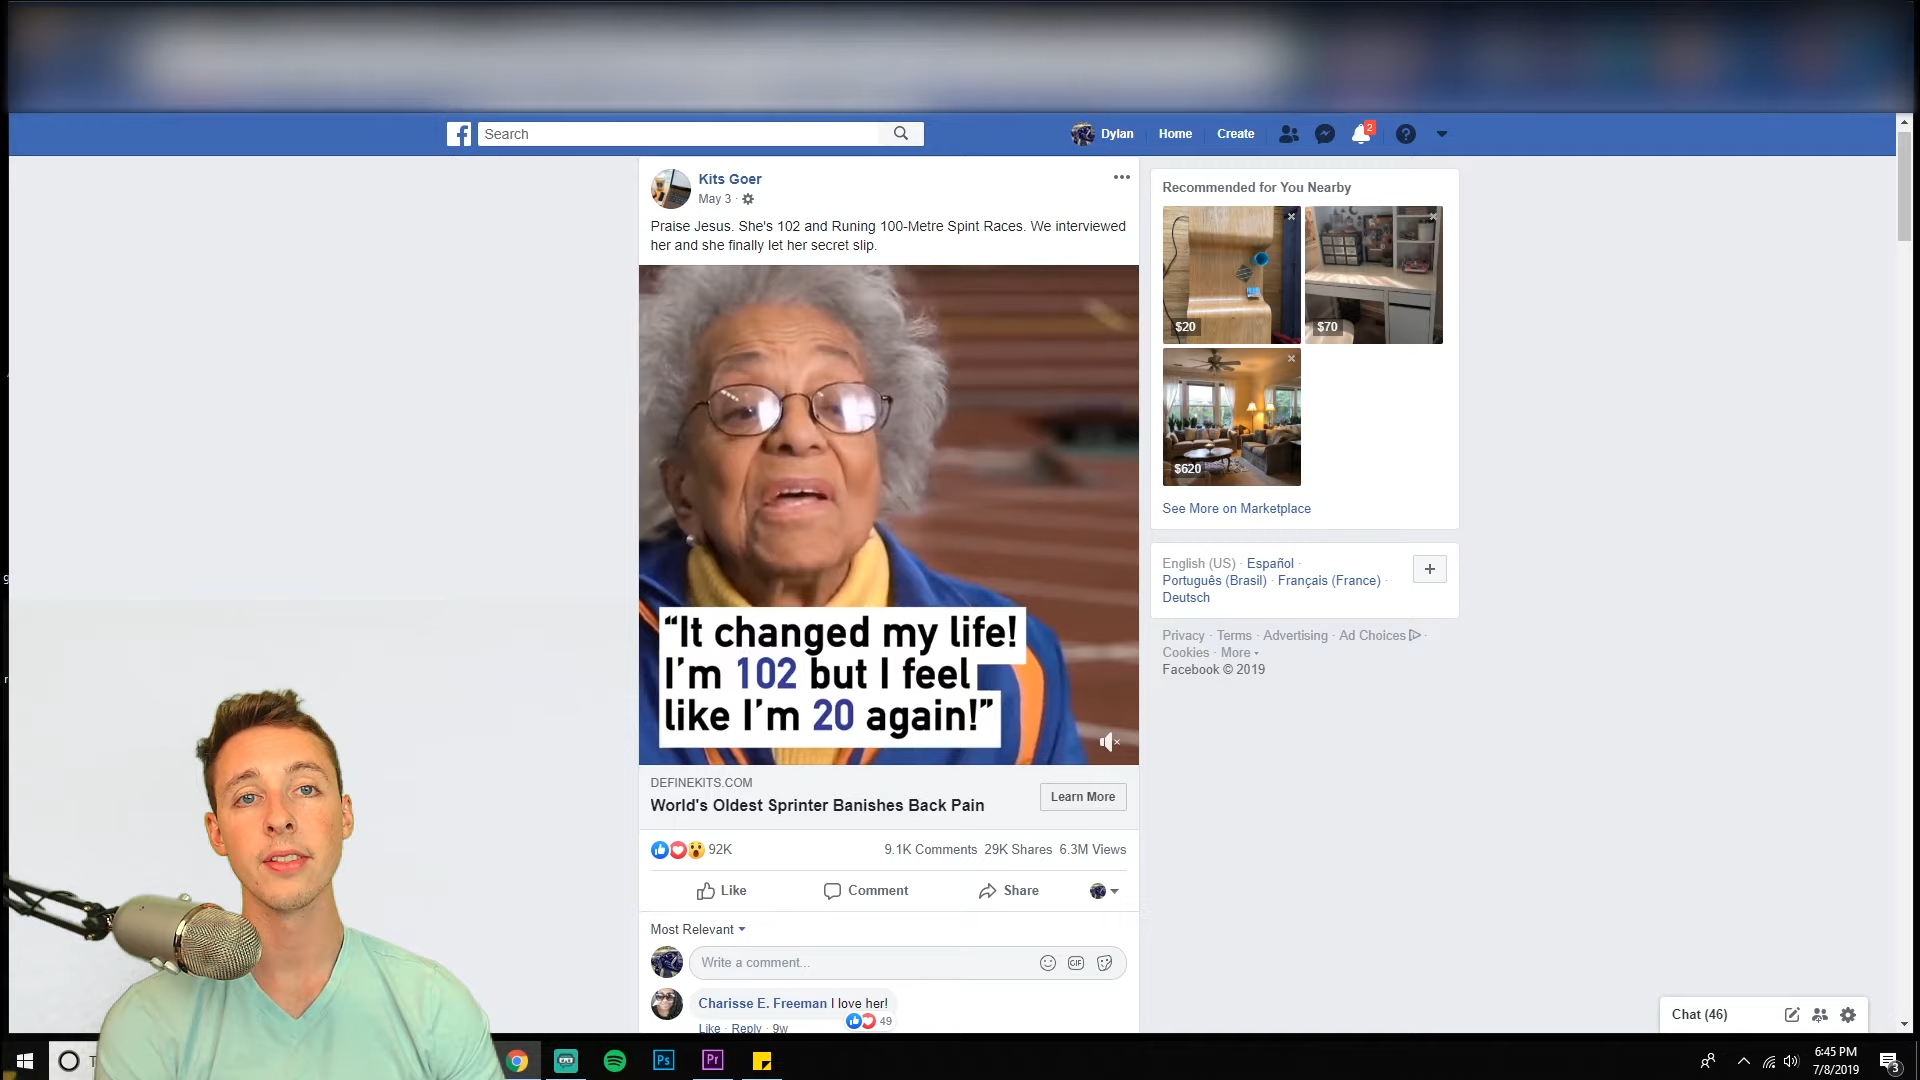 Search
Dylan
Home
Create
2
Kits Goer
May 3 ·
Praise Jesus. She's 102 and Runing 100-Metre Spint Races. We interviewed
her and she finally let her secret slip.
"It changed my life!
I'm 102 but I feel
like I'm 20 again!"
DEFINEKITS.COM
World's Oldest Sprinter Banishes Back Pain
Learn More
92K
9.1K Comments 29K Shares 6.3M Views
Like
Comment
Share
Most Relevant
Write a comment...
GIF
Charisse E. Freeman I love her!
Like · Reply · 9w
49
Recommended for You Nearby
$20
$70
$620
See More on Marketplace
English (US) · Español ·
Português (Brasil) · Français (France) ·
Deutsch
Privacy · Terms · Advertising · Ad Choices ·
Cookies · More
Facebook © 2019
Chat (46)
T
Ps
Pr
6:45 PM
7/8/2019
3